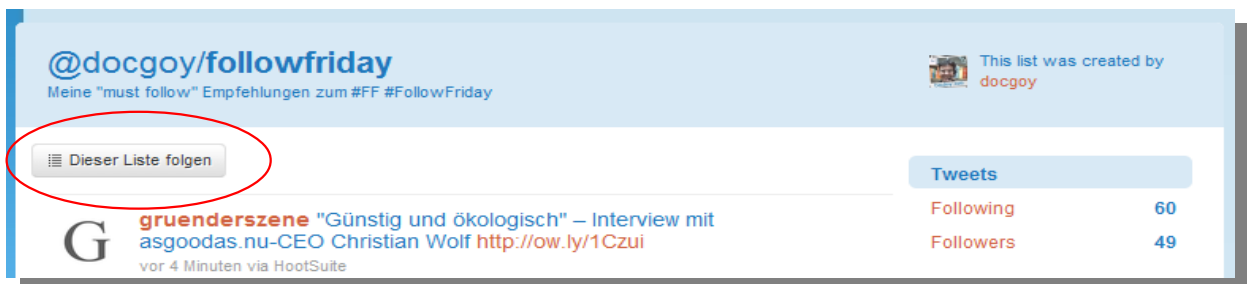 @docgoy/followfriday
Meine "must follow" Empfehlungen zum #FF #FollowFriday
This list was created by
docgoy
Dieser Liste folgen
G
gruenderszene "Günstig und ökologisch" – Interview mit
asgoodas.nu-CEO Christian Wolf http://ow.ly/1Czui
vor 4 Minuten via HootSuite
Tweets
Following 60
Followers 49